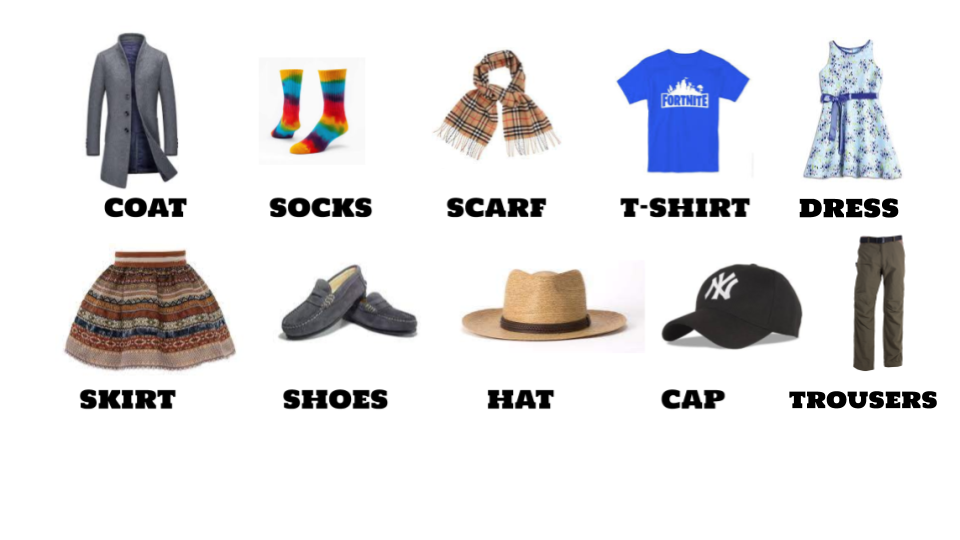 FORTNITE
COAT
SOCKS
SCARF
T-SHIRT
DRESS
NY
SKIRT
SHOES
HAT
CAP
TROUSERS